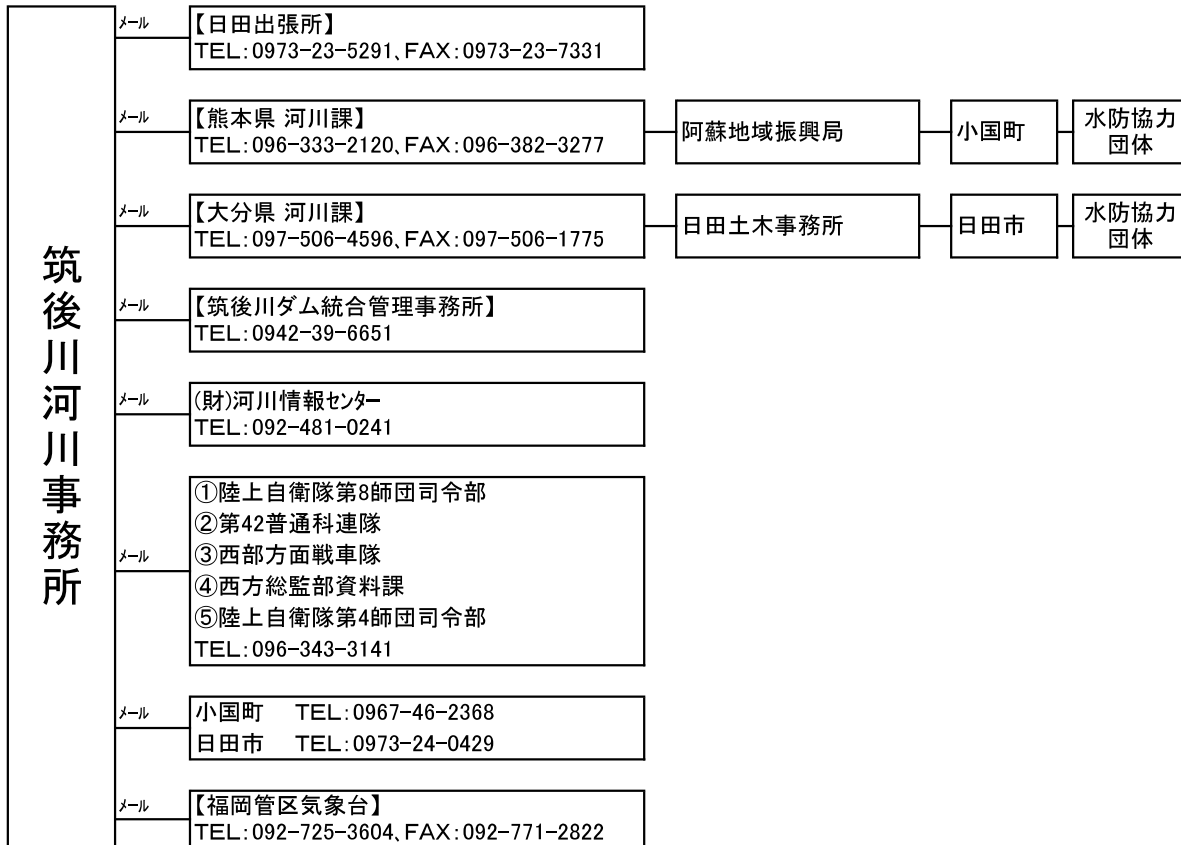 筑後川河川事務所
メール
【日田出張所】
TEL:0973-23-5291、FAX:0973-23-7331
メール
【熊本県 河川課】
TEL:096-333-2120、FAX:096-382-3277
阿蘇地域振興局
小国町
水防協力
団体
メール
【大分県 河川課】
TEL:097-506-4596、FAX:097-506-1775
日田土木事務所
日田市
水防協力
団体
メール
【筑後川ダム統合管理事務所】
TEL:0942-39-6651
メール
(財)河川情報センター
TEL:092-481-0241
メール
①陸上自衛隊第8師団司令部
②第42普通科連隊
③西部方面戦車隊
④西方総監部資料課
⑤陸上自衛隊第4師団司令部
TEL:096-343-3141
メール
小国町 TEL:0967-46-2368
日田市 TEL:0973-24-0429
メール
【福岡管区気象台】
TEL:092-725-3604、FAX:092-771-2822